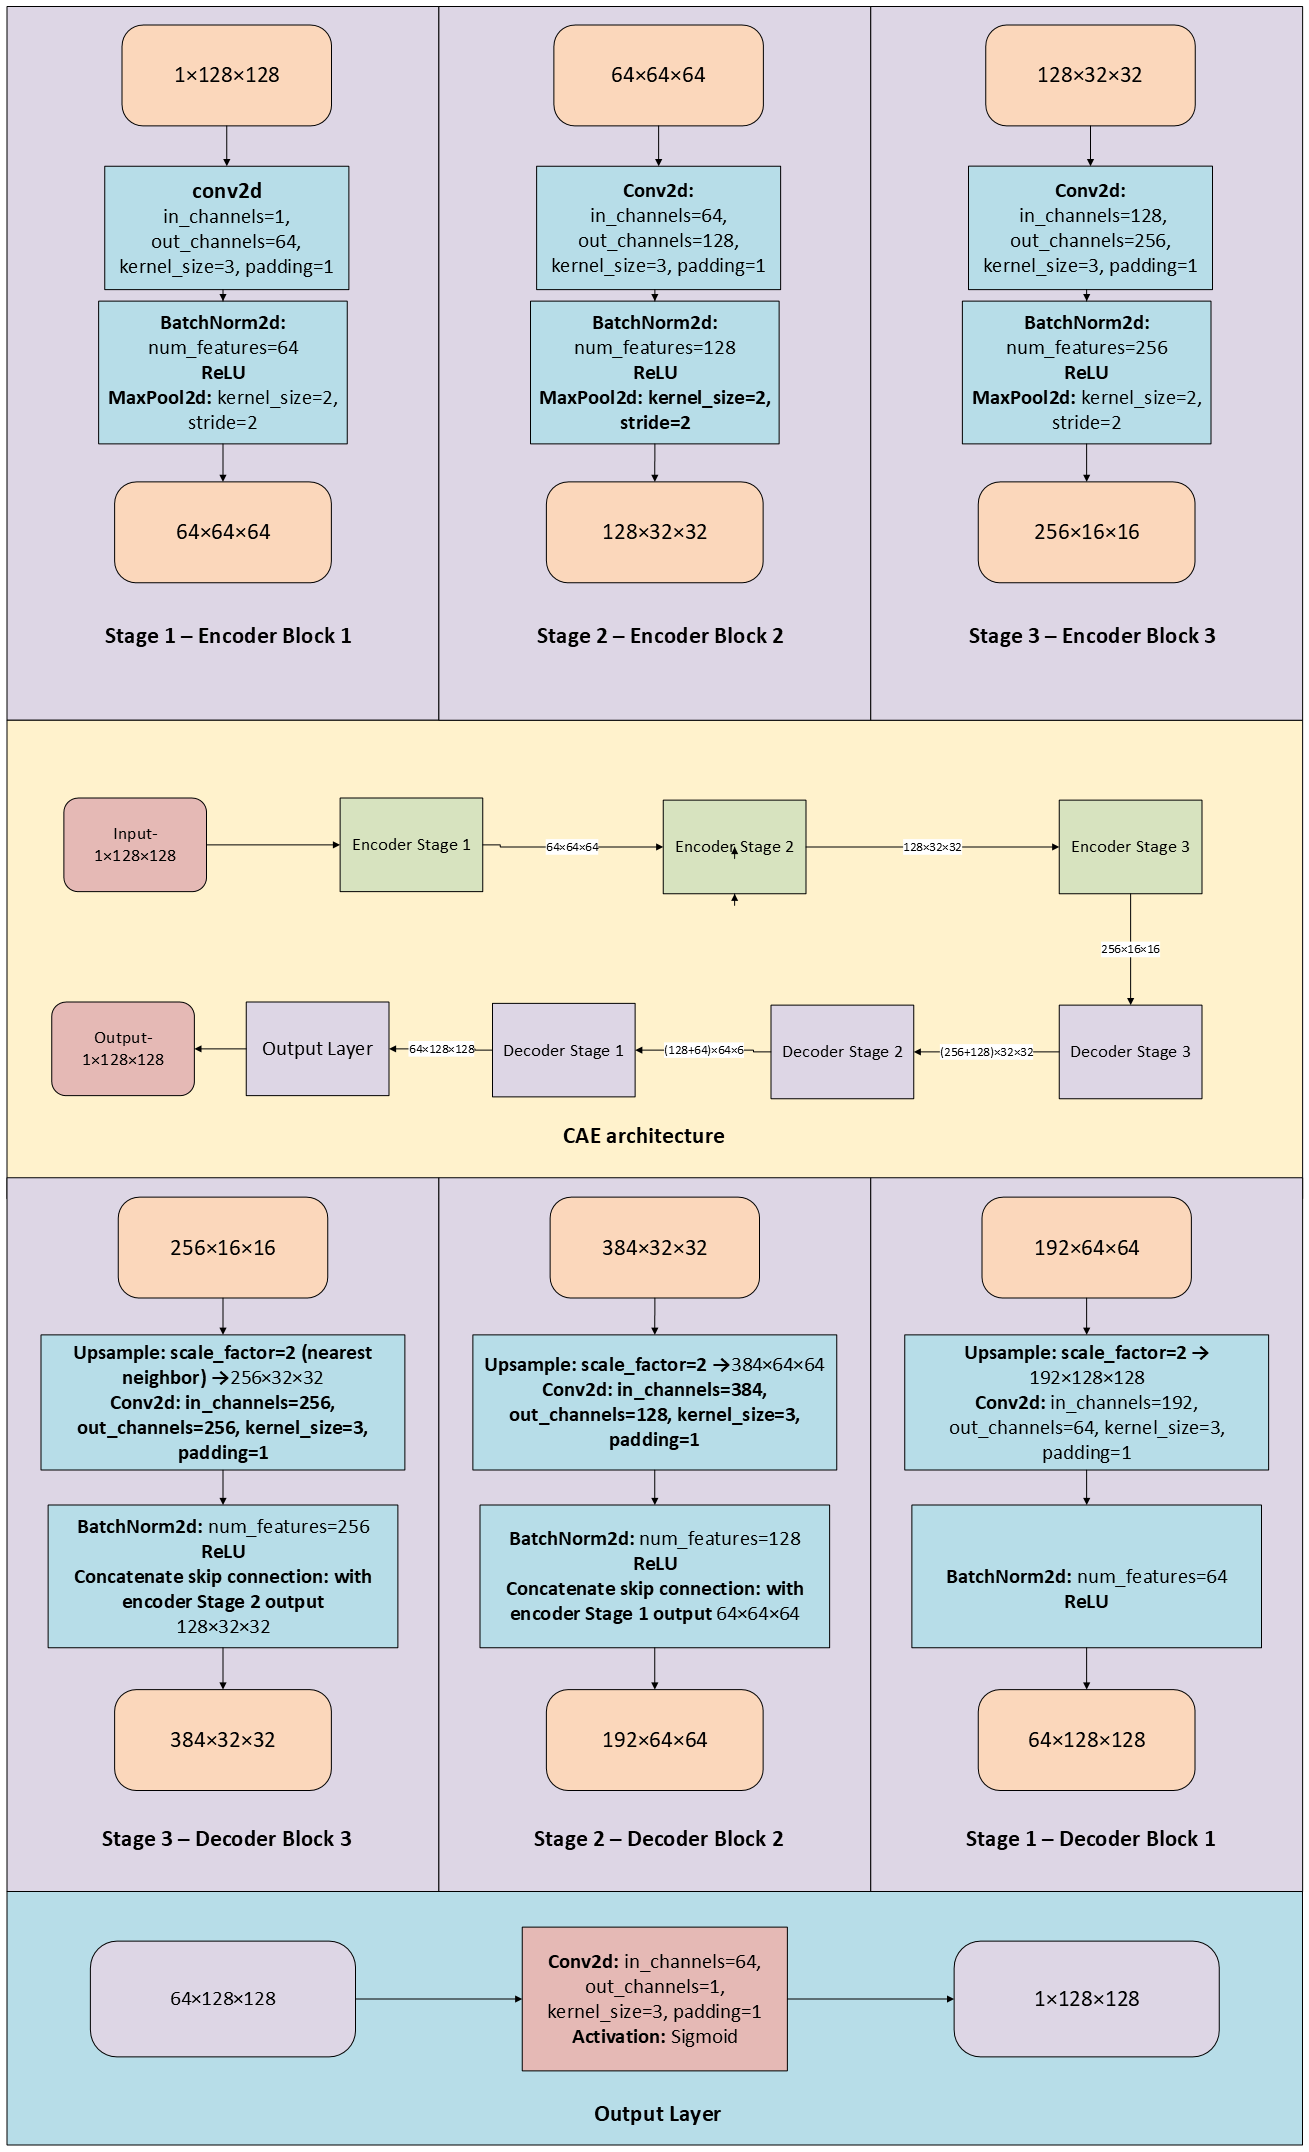 1×128×128
conv2d
in_channels=1,
out_channels=64,
kernel_size=3, padding=1
BatchNorm2d:
num_features=64
ReLU
MaxPool2d: kernel_size=2,
stride=2
64×64×64
Stage 1 – Encoder Block 1
64×64×64
Conv2d:
in_channels=64,
out_channels=128,
kernel_size=3, padding=1
BatchNorm2d:
num_features=128
ReLU
MaxPool2d: kernel_size=2,
stride=2
128×32×32
Stage 2 – Encoder Block 2
128×32×32
Conv2d:
in_channels=128,
out_channels=256,
kernel_size=3, padding=1
BatchNorm2d:
num_features=256
ReLU
MaxPool2d: kernel_size=2,
stride=2
256×16×16
Stage 3 – Encoder Block 3
Input-
1×128×128
Encoder Stage 1
64×64×64
Encoder Stage 2
128×32×32
Encoder Stage 3
256×16×16
Output-
1×128×128
Output Layer
64×128×128
Decoder Stage 1
(128+64)×64×6
Decoder Stage 2
(256+128)×32×32
Decoder Stage 3
CAE architecture
256×16×16
Upsample: scale_factor=2 (nearest
neighbor) →256×32×32
Conv2d: in_channels=256,
out_channels=256, kernel_size=3,
padding=1
BatchNorm2d: num_features=256
ReLU
Concatenate skip connection: with
encoder Stage 2 output
128×32×32
384×32×32
Stage 3 – Decoder Block 3
384×32×32
Upsample: scale_factor=2 →384×64×64
Conv2d: in_channels=384,
out_channels=128, kernel_size=3,
padding=1
BatchNorm2d: num_features=128
ReLU
Concatenate skip connection: with
encoder Stage 1 output 64×64×64
192×64×64
Stage 2 – Decoder Block 2
192×64×64
Upsample: scale_factor=2 →
192×128×128
Conv2d: in_channels=192,
out_channels=64, kernel_size=3,
padding=1
BatchNorm2d: num_features=64
ReLU
64×128×128
Stage 1 – Decoder Block 1
64×128×128
Conv2d: in_channels=64,
out_channels=1,
kernel_size=3, padding=1
Activation: Sigmoid
1×128×128
Output Layer